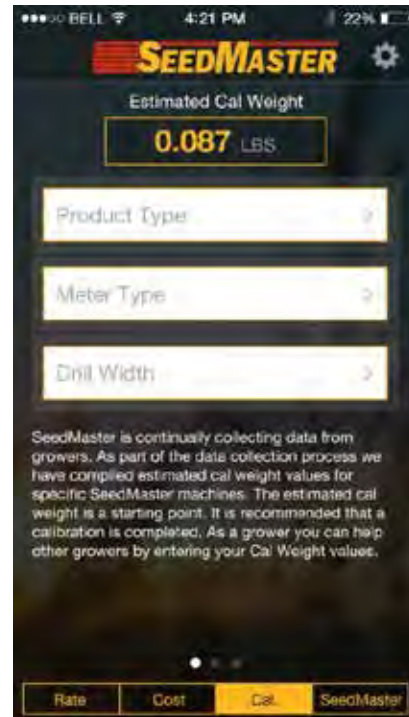 BELL 4:21 PM 22%
SEEDMASTER
Estimated Cal Weight
0.087 LBS
Product Type
Meter Type
Drill Width
SeedMaster is continually collecting data from
growers. As part of the data collection process we
have compiled estimated cal weight values for
specific SeedMaster machines. The estimated cal
weight is a starting point. It is recommended that a
calibration is completed. As a grower you can help
other growers by entering your Cal Weight values.
Rate Cost Cal. SeedMaster